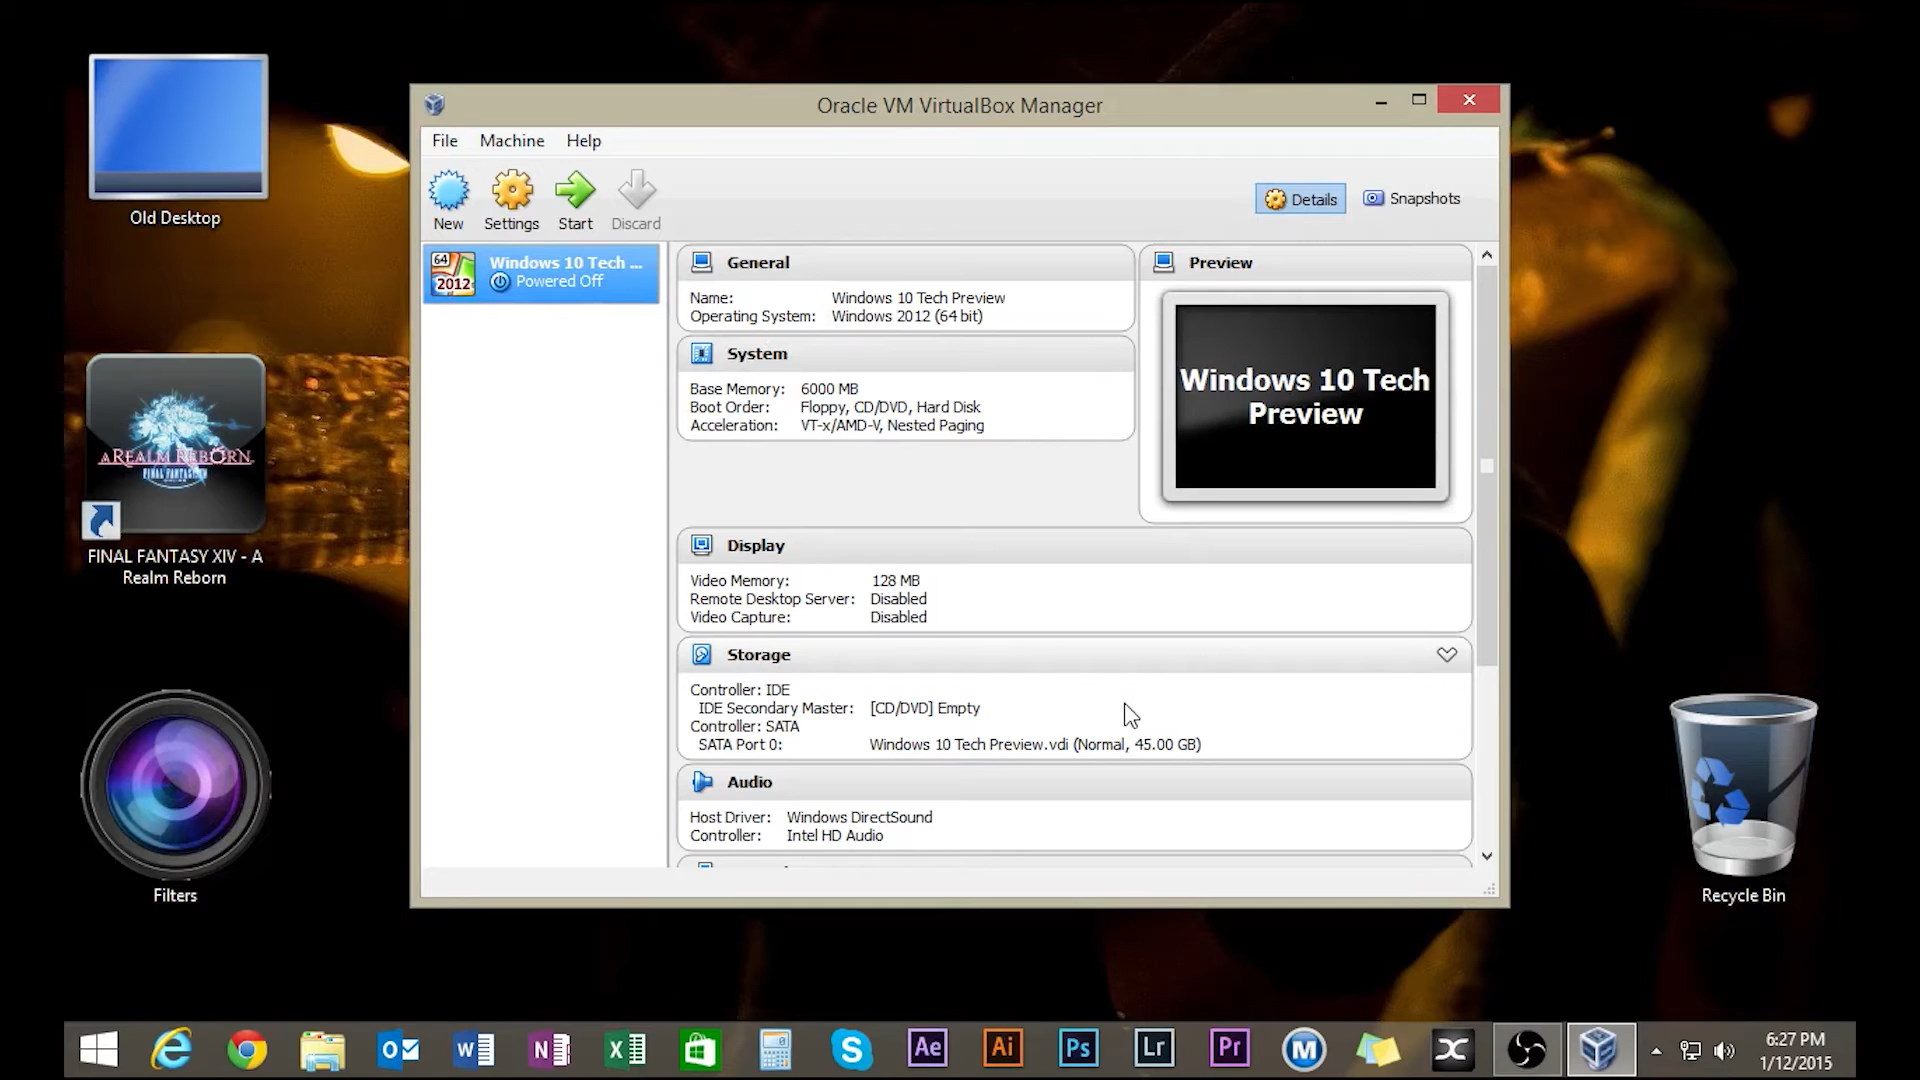 Old Desktop
A REALM REBORN
FINAL FANTASY XIV - A
Realm Reborn
Filters
Oracle VM VirtualBox Manager
File Machine Help
New Settings Start Discard
Details Snapshots
64
2012
Windows 10 Tech ...
Powered Off
General
Name: Windows 10 Tech Preview
Operating System: Windows 2012 (64 bit)
System
Base Memory: 6000 MB
Boot Order: Floppy, CD/DVD, Hard Disk
Acceleration: VT-x/AMD-V, Nested Paging
Preview
Windows 10 Tech
Preview
Display
Video Memory: 128 MB
Remote Desktop Server: Disabled
Video Capture: Disabled
Storage
Controller: IDE
IDE Secondary Master: [CD/DVD] Empty
Controller: SATA
SATA Port 0: Windows 10 Tech Preview.vdi (Normal, 45.00 GB)
Audio
Host Driver: Windows DirectSound
Controller: Intel HD Audio
Recycle Bin
Ae Ai Ps Lr Pr
6:27 PM
1/12/2015